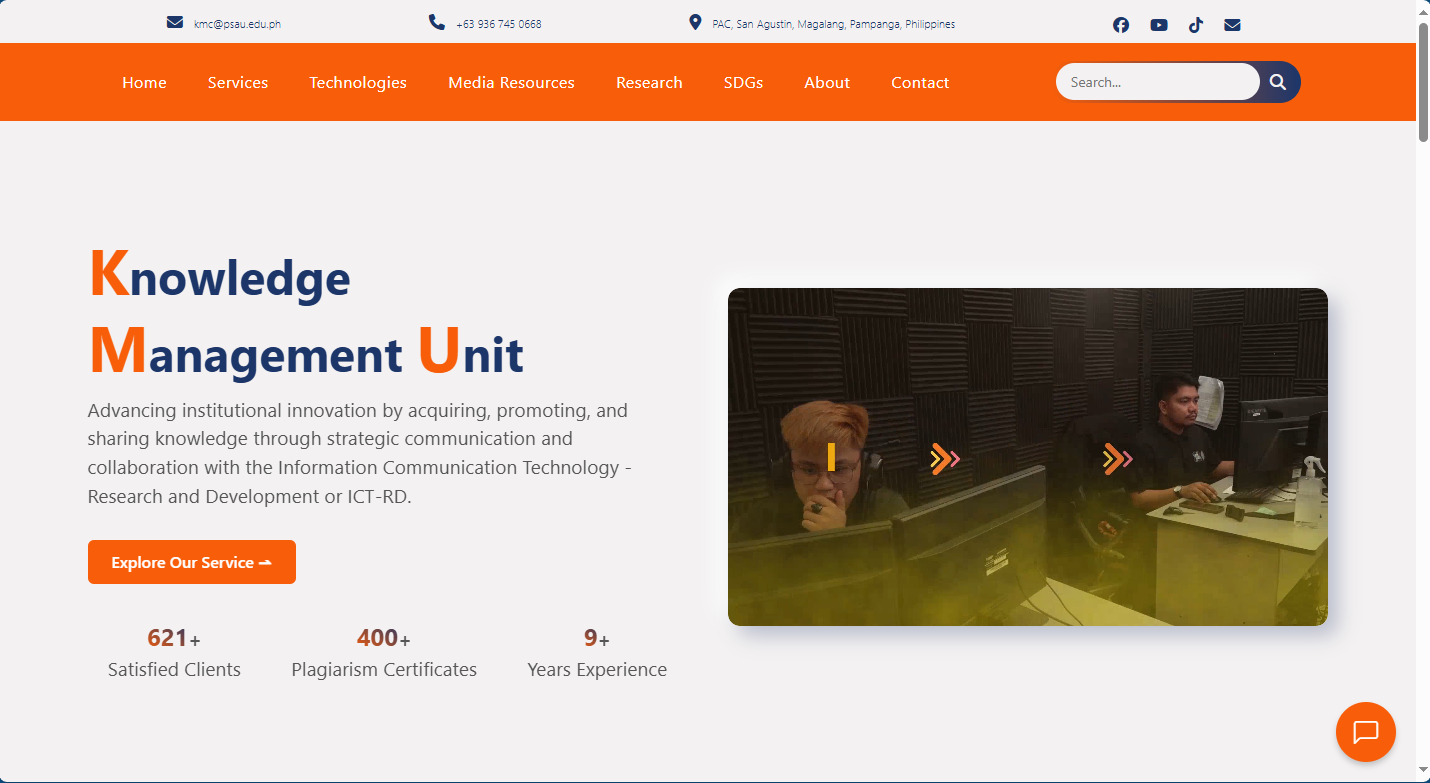 kmc@psau.edu.ph
+63 936 745 0668
PAC, San Agustin, Magalang, Pampanga, Philippines
Home
Services
Technologies
Media Resources
Research
SDGs
About
Contact
Search...
Knowledge
Management Unit
Advancing institutional innovation by acquiring, promoting, and
sharing knowledge through strategic communication and
collaboration with the Information Communication Technology -
Research and Development or ICT-RD.
Explore Our Service ⇀
621+
Satisfied Clients
400+
Plagiarism Certificates
9+
Years Experience